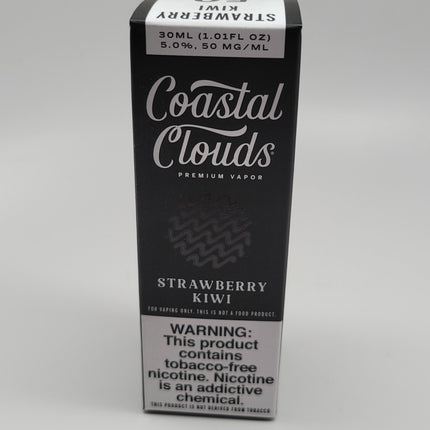 STRAWBERRY
KIWI
50
30ML (1.01FL OZ)
5.0%, 50 MG/ML
Coastal
Clouds
PREMIUM VAPOR
STRAWBERRY
KIWI
FOR VAPING ONLY. THIS IS NOT A FOOD PRODUCT.
WARNING:
This product
contains
tobacco-free
nicotine. Nicotine
is an addictive
chemical.
THIS PRODUCT IS NOT DERIVED FROM TOBACCO